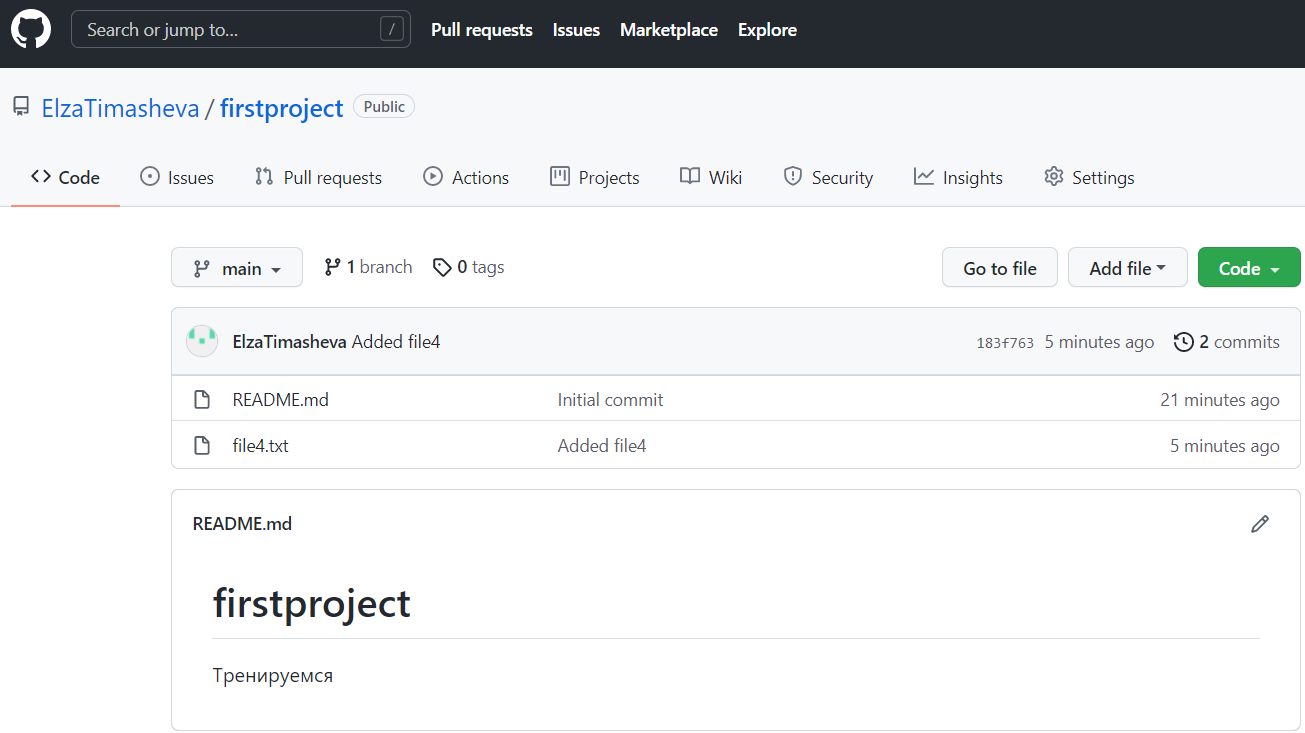 Search or jump to... / Pull requests Issues Marketplace Explore
ElzaTimasheva / firstproject Public
Code Issues Pull requests Actions Projects Wiki Security Insights Settings
main 1 branch 0 tags Go to file Add file Code
ElzaTimasheva Added file4 183f763 5 minutes ago 2 commits
README.md Initial commit 21 minutes ago
file4.txt Added file4 5 minutes ago
README.md
firstproject
Тренируемся